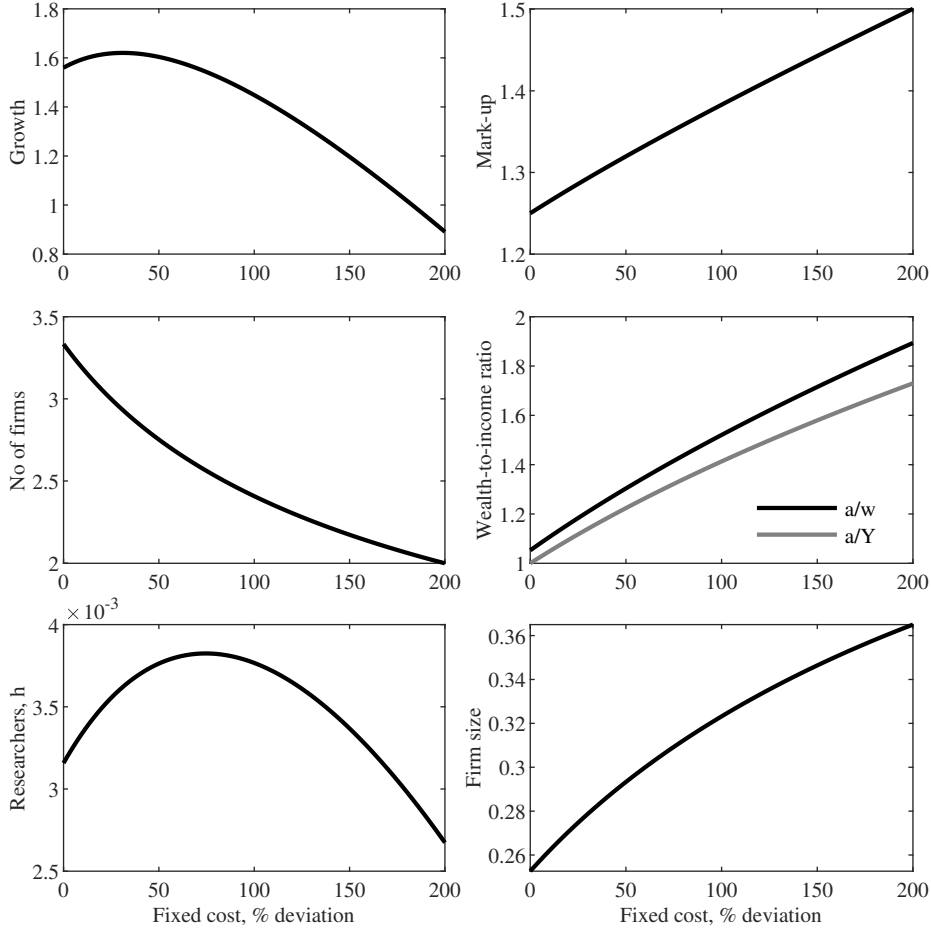 Growth
1.8
1.6
1.4
1.2
1
0.8
0 50 100 150 200
Mark-up
1.5
1.4
1.3
1.2
0 50 100 150 200
No of firms
3.5
3
2.5
2
0 50 100 150 200
Wealth-to-income ratio
2
1.8
1.6
1.4
1.2
1
a/w
a/Y
0 50 100 150 200
Researchers, h
× 10⁻³
4
3.5
3
2.5
0 50 100 150 200
Fixed cost, % deviation
Firm size
0.36
0.34
0.32
0.3
0.28
0.26
0 50 100 150 200
Fixed cost, % deviation